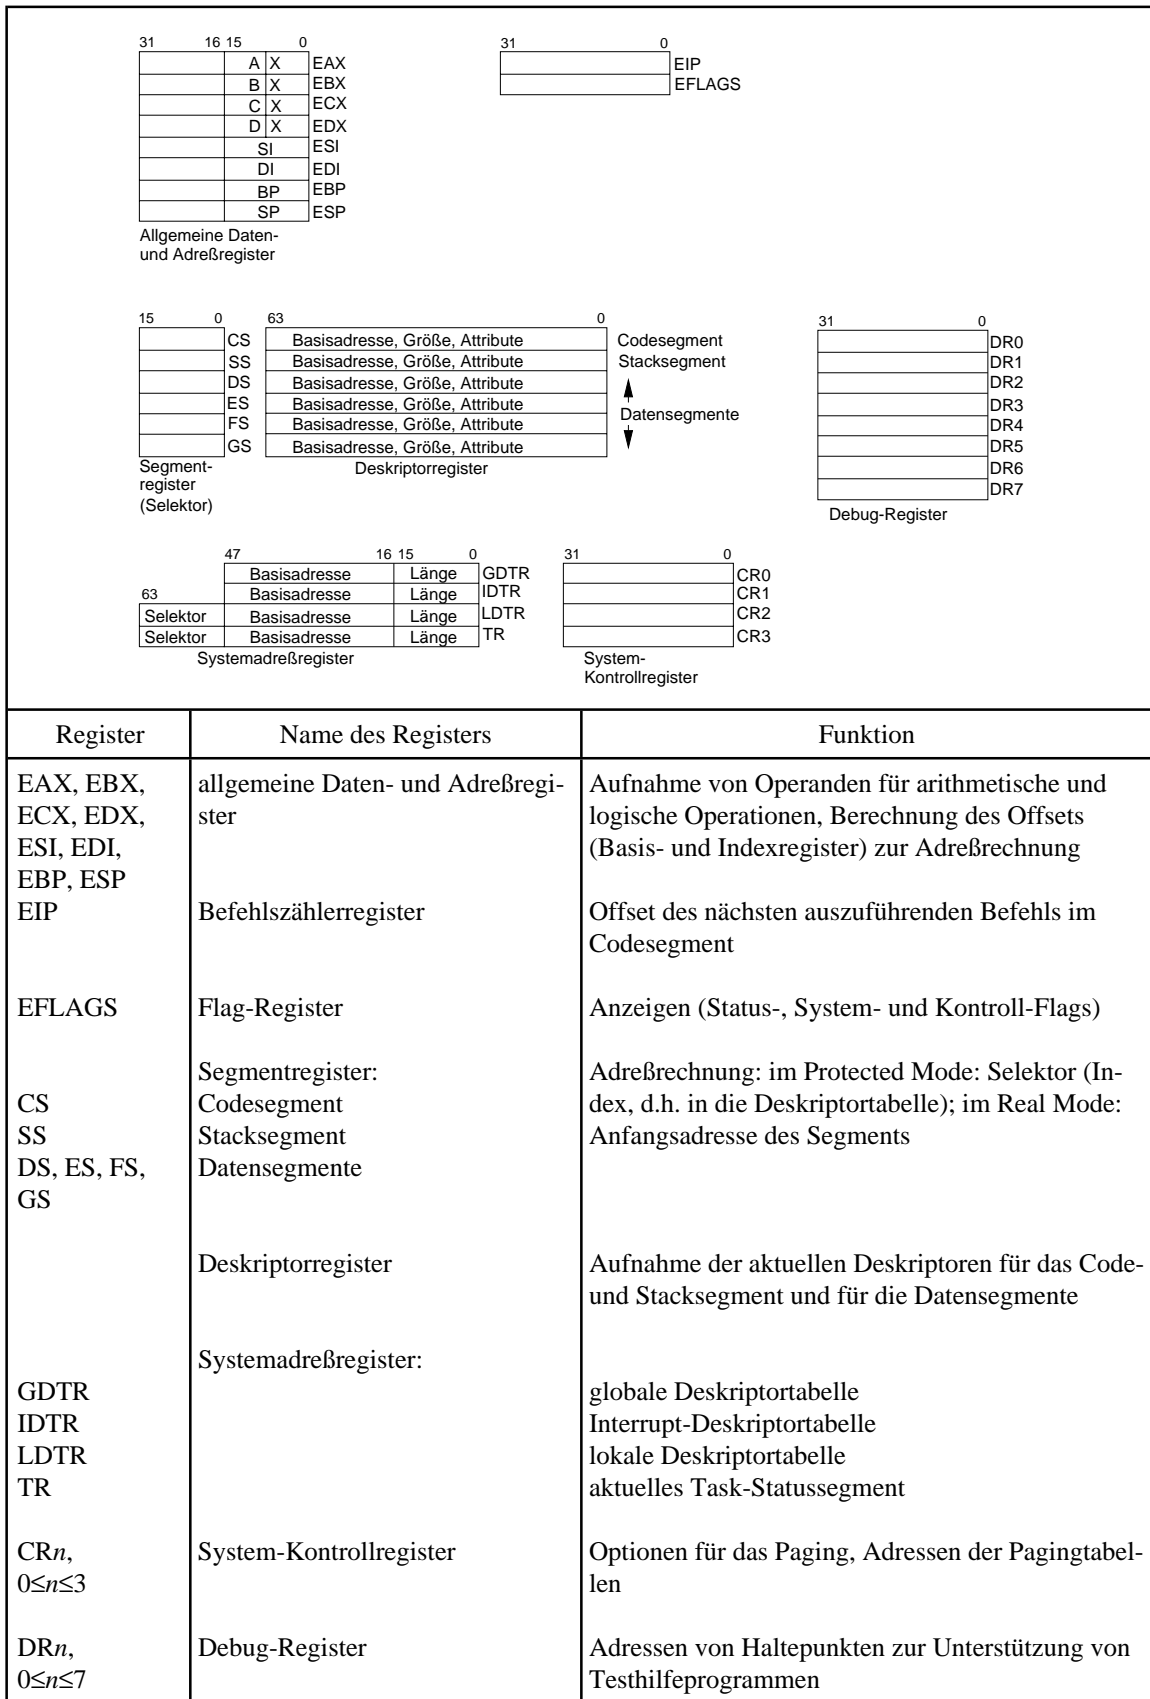 31 16 15 0
A X EAX
B X EBX
C X ECX
D X EDX
SI ESI
DI EDI
BP EBP
SP ESP
Allgemeine Daten-
und Adreßregister
31 0
EIP
EFLAGS
15 0 63 0
CS Basisadresse, Größe, Attribute Codesegment
SS Basisadresse, Größe, Attribute Stacksegment
DS Basisadresse, Größe, Attribute
ES Basisadresse, Größe, Attribute
Datensegmente
FS Basisadresse, Größe, Attribute
GS Basisadresse, Größe, Attribute
Segment-
register
(Selektor)
Deskriptorregister
31 0
DR0
DR1
DR2
DR3
DR4
DR5
DR6
DR7
Debug-Register
47 16 15 0
Basisadresse Länge GDTR
63 Basisadresse Länge IDTR
Selektor Basisadresse Länge LDTR
Selektor Basisadresse Länge TR
Systemadreßregister
31 0
CR0
CR1
CR2
CR3
System-
Kontrollregister
Register Name des Registers Funktion
EAX, EBX, allgemeine Daten- und Adreßregi- Aufnahme von Operanden für arithmetische und
ECX, EDX, ster logische Operationen, Berechnung des Offsets
ESI, EDI, (Basis- und Indexregister) zur Adreßrechnung
EBP, ESP
EIP Befehlszählerregister Offset des nächsten auszuführenden Befehls im
Codesegment
EFLAGS Flag-Register Anzeigen (Status-, System- und Kontroll-Flags)
Segmentregister: Adreßrechnung: im Protected Mode: Selektor (In-
CS Codesegment dex, d.h. in die Deskriptortabelle); im Real Mode:
SS Stacksegment Anfangsadresse des Segments
DS, ES, FS, Datensegmente
GS
Deskriptorregister Aufnahme der aktuellen Deskriptoren für das Code-
und Stacksegment und für die Datensegmente
Systemadreßregister:
GDTR globale Deskriptortabelle
IDTR Interrupt-Deskriptortabelle
LDTR lokale Deskriptortabelle
TR aktuelles Task-Statussegment
CRn, System-Kontrollregister Optionen für das Paging, Adressen der Pagingtabel-
0≤n≤3 len
DRn, Debug-Register Adressen von Haltepunkten zur Unterstützung von
0≤n≤7 Testhilfeprogrammen